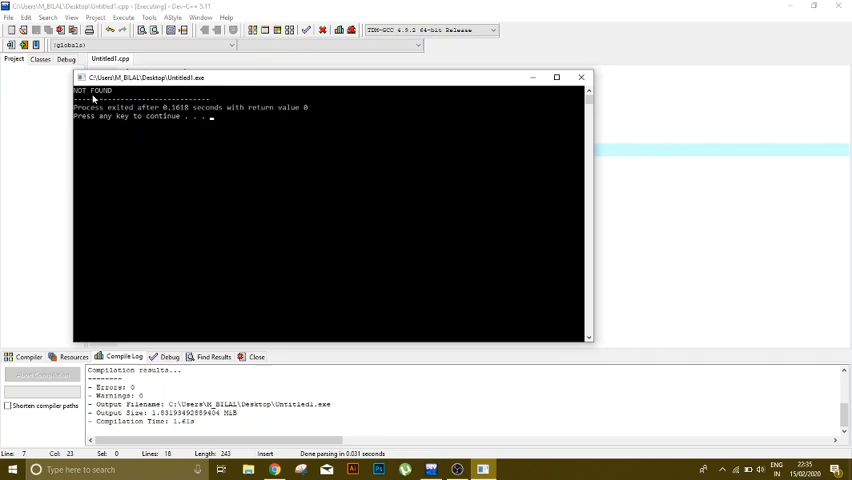 C:\Users\M_BILAL\Desktop\Untitled1.cpp - [Executing] - Dev-C++ 5.11
File Edit Search View Project Execute Tools AStyle Window Help
TDM-GCC 4.9.2 64-bit Release
(globals)
Project Classes Debug Untitled1.cpp
C:\Users\M_BILAL\Desktop\Untitled1.exe
NOT FOUND
--------------------------------
Process exited after 0.1618 seconds with return value 0
Press any key to continue . . .
Compiler Resources Compile Log Debug Find Results Close
Abort Compilation
Shorten compiler paths
Compilation results...
--------
- Errors: 0
- Warnings: 0
- Output Filename: C:\Users\M_BILAL\Desktop\Untitled1.exe
- Output Size: 1.83193492889404 MiB
- Compilation Time: 1.61s
Line: 7 Col: 23 Sel: 0 Lines: 18 Length: 243 Insert Done parsing in 0.031 seconds
Type here to search
ENG
IN
22:35
15/02/2020